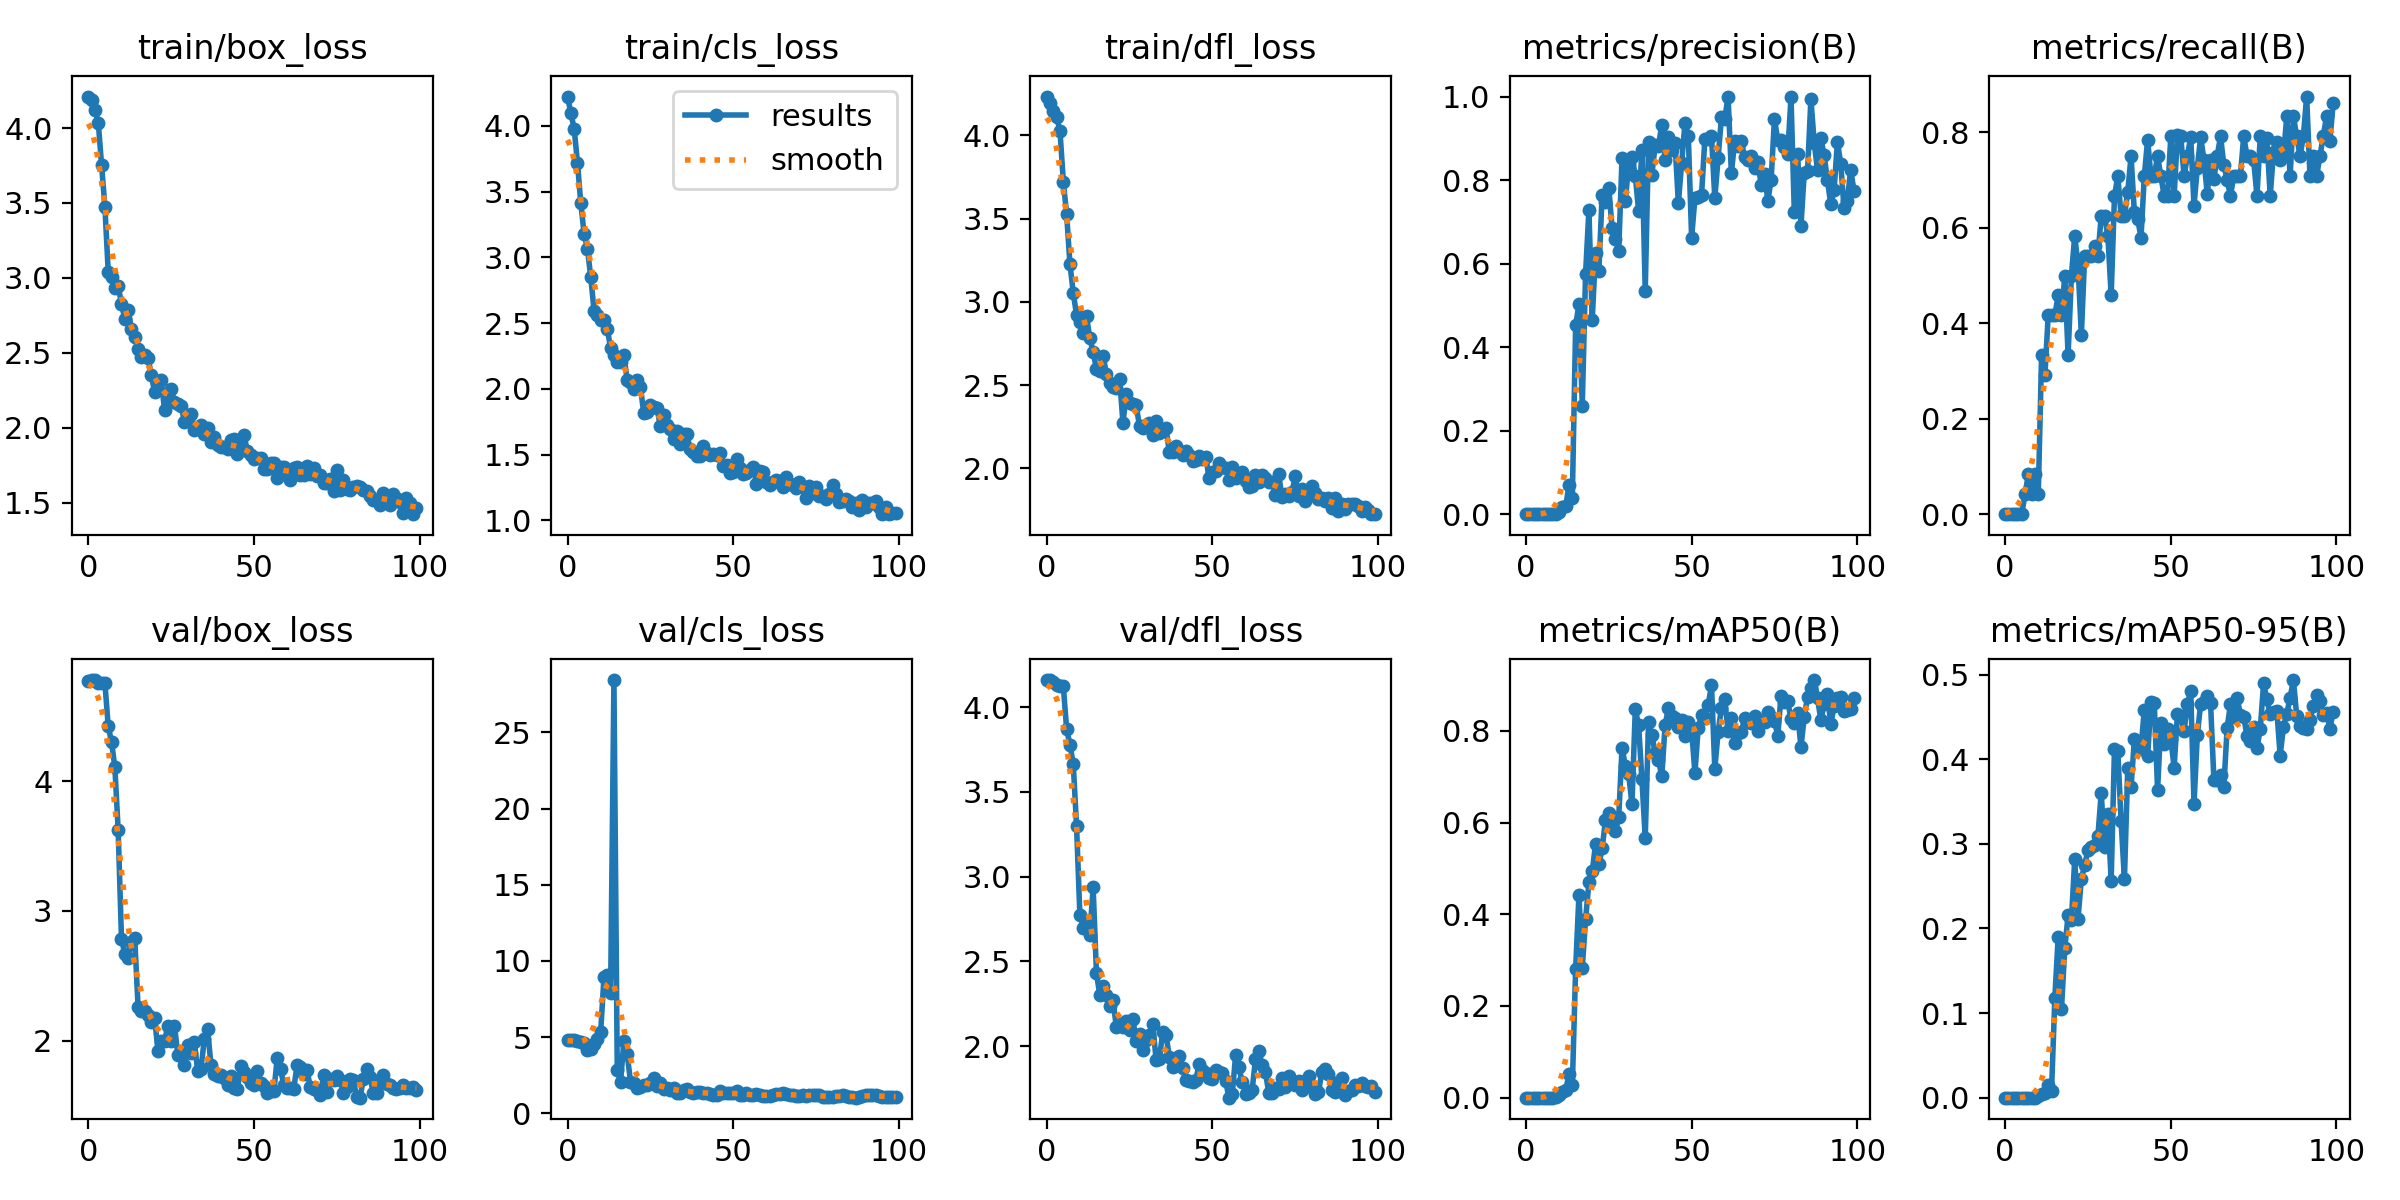 train/box_loss
4.0
3.5
3.0
2.5
2.0
1.5
0 50 100
train/cls_loss
results
smooth
4.0
3.5
3.0
2.5
2.0
1.5
1.0
0 50 100
train/dfl_loss
4.0
3.5
3.0
2.5
2.0
0 50 100
metrics/precision(B)
1.0
0.8
0.6
0.4
0.2
0.0
0 50 100
metrics/recall(B)
0.8
0.6
0.4
0.2
0.0
0 50 100
val/box_loss
4
3
2
0 50 100
val/cls_loss
25
20
15
10
5
0
0 50 100
val/dfl_loss
4.0
3.5
3.0
2.5
2.0
0 50 100
metrics/mAP50(B)
0.8
0.6
0.4
0.2
0.0
0 50 100
metrics/mAP50-95(B)
0.5
0.4
0.3
0.2
0.1
0.0
0 50 100